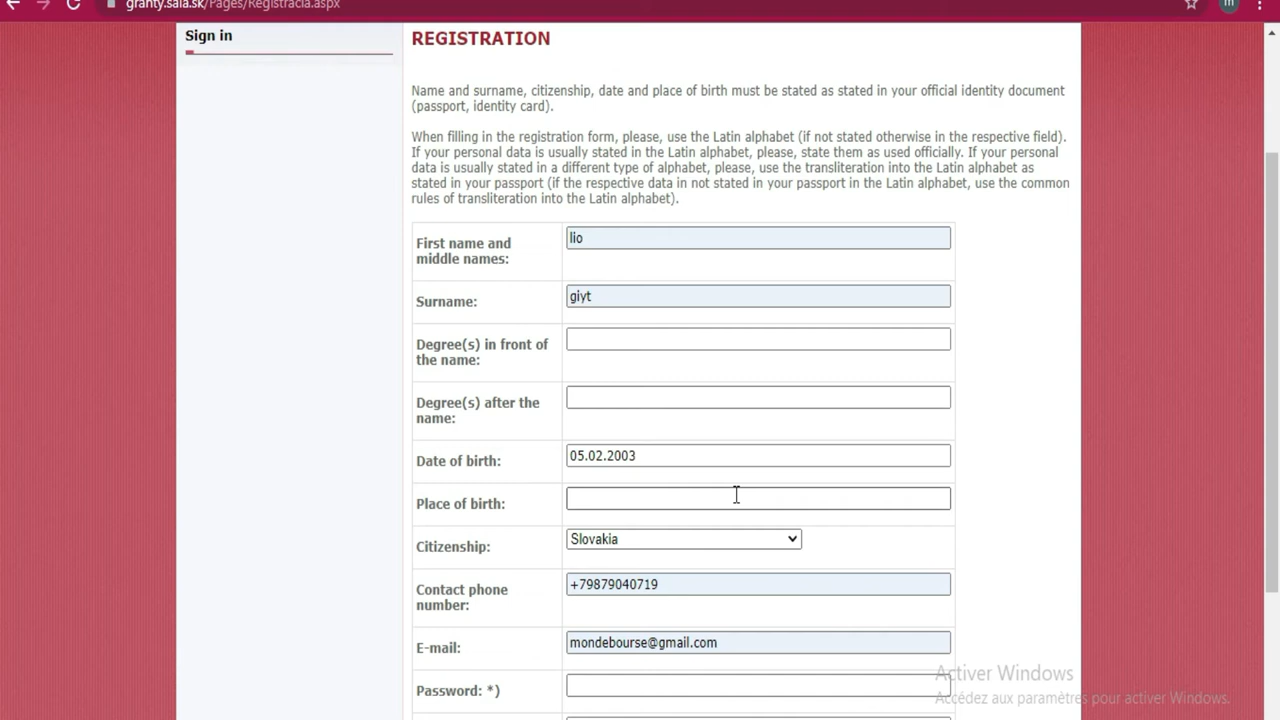 granty.saia.sk/Pages/Registracia.aspx
m
Sign in
REGISTRATION
Name and surname, citizenship, date and place of birth must be stated as stated in your official identity document
(passport, identity card).
When filling in the registration form, please, use the Latin alphabet (if not stated otherwise in the respective field).
If your personal data is usually stated in the Latin alphabet, please, state them as used officially. If your personal
data is usually stated in a different type of alphabet, please, use the transliteration into the Latin alphabet as
stated in your passport (if the respective data in not stated in your passport in the Latin alphabet, use the common
rules of transliteration into the Latin alphabet).
First name and
middle names:
lio
Surname:
giyt
Degree(s) in front of
the name:
Degree(s) after the
name:
Date of birth:
05.02.2003
Place of birth:
Citizenship:
Slovakia
Contact phone
number:
+79879040719
E-mail:
mondebourse@gmail.com
Password: *)
Activer Windows
Accédez aux paramètres pour activer Windows.